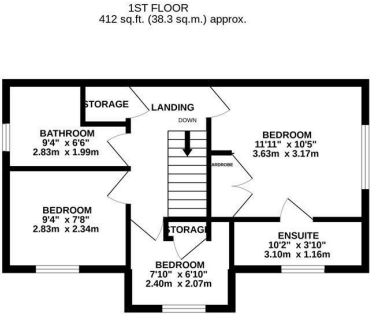 1ST FLOOR
412 sq.ft. (38.3 sq.m.) approx.
STORAGE
LANDING
DOWN
BATHROOM
9'4" x 6'6"
2.83m x 1.99m
BEDROOM
11'11" x 10'5"
3.63m x 3.17m
ARDROBE
BEDROOM
9'4" x 7'8"
2.83m x 2.34m
STORAGE
ENSUITE
10'2" x 3'10"
3.10m x 1.16m
BEDROOM
7'10" x 6'10"
2.40m x 2.07m